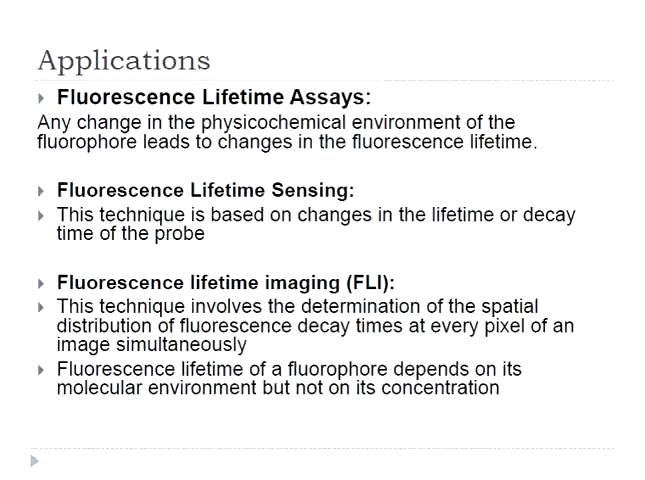 Applications
Fluorescence Lifetime Assays:
Any change in the physicochemical environment of the
fluorophore leads to changes in the fluorescence lifetime.
Fluorescence Lifetime Sensing:
This technique is based on changes in the lifetime or decay
time of the probe
Fluorescence lifetime imaging (FLI):
This technique involves the determination of the spatial
distribution of fluorescence decay times at every pixel of an
image simultaneously
Fluorescence lifetime of a fluorophore depends on its
molecular environment but not on its concentration